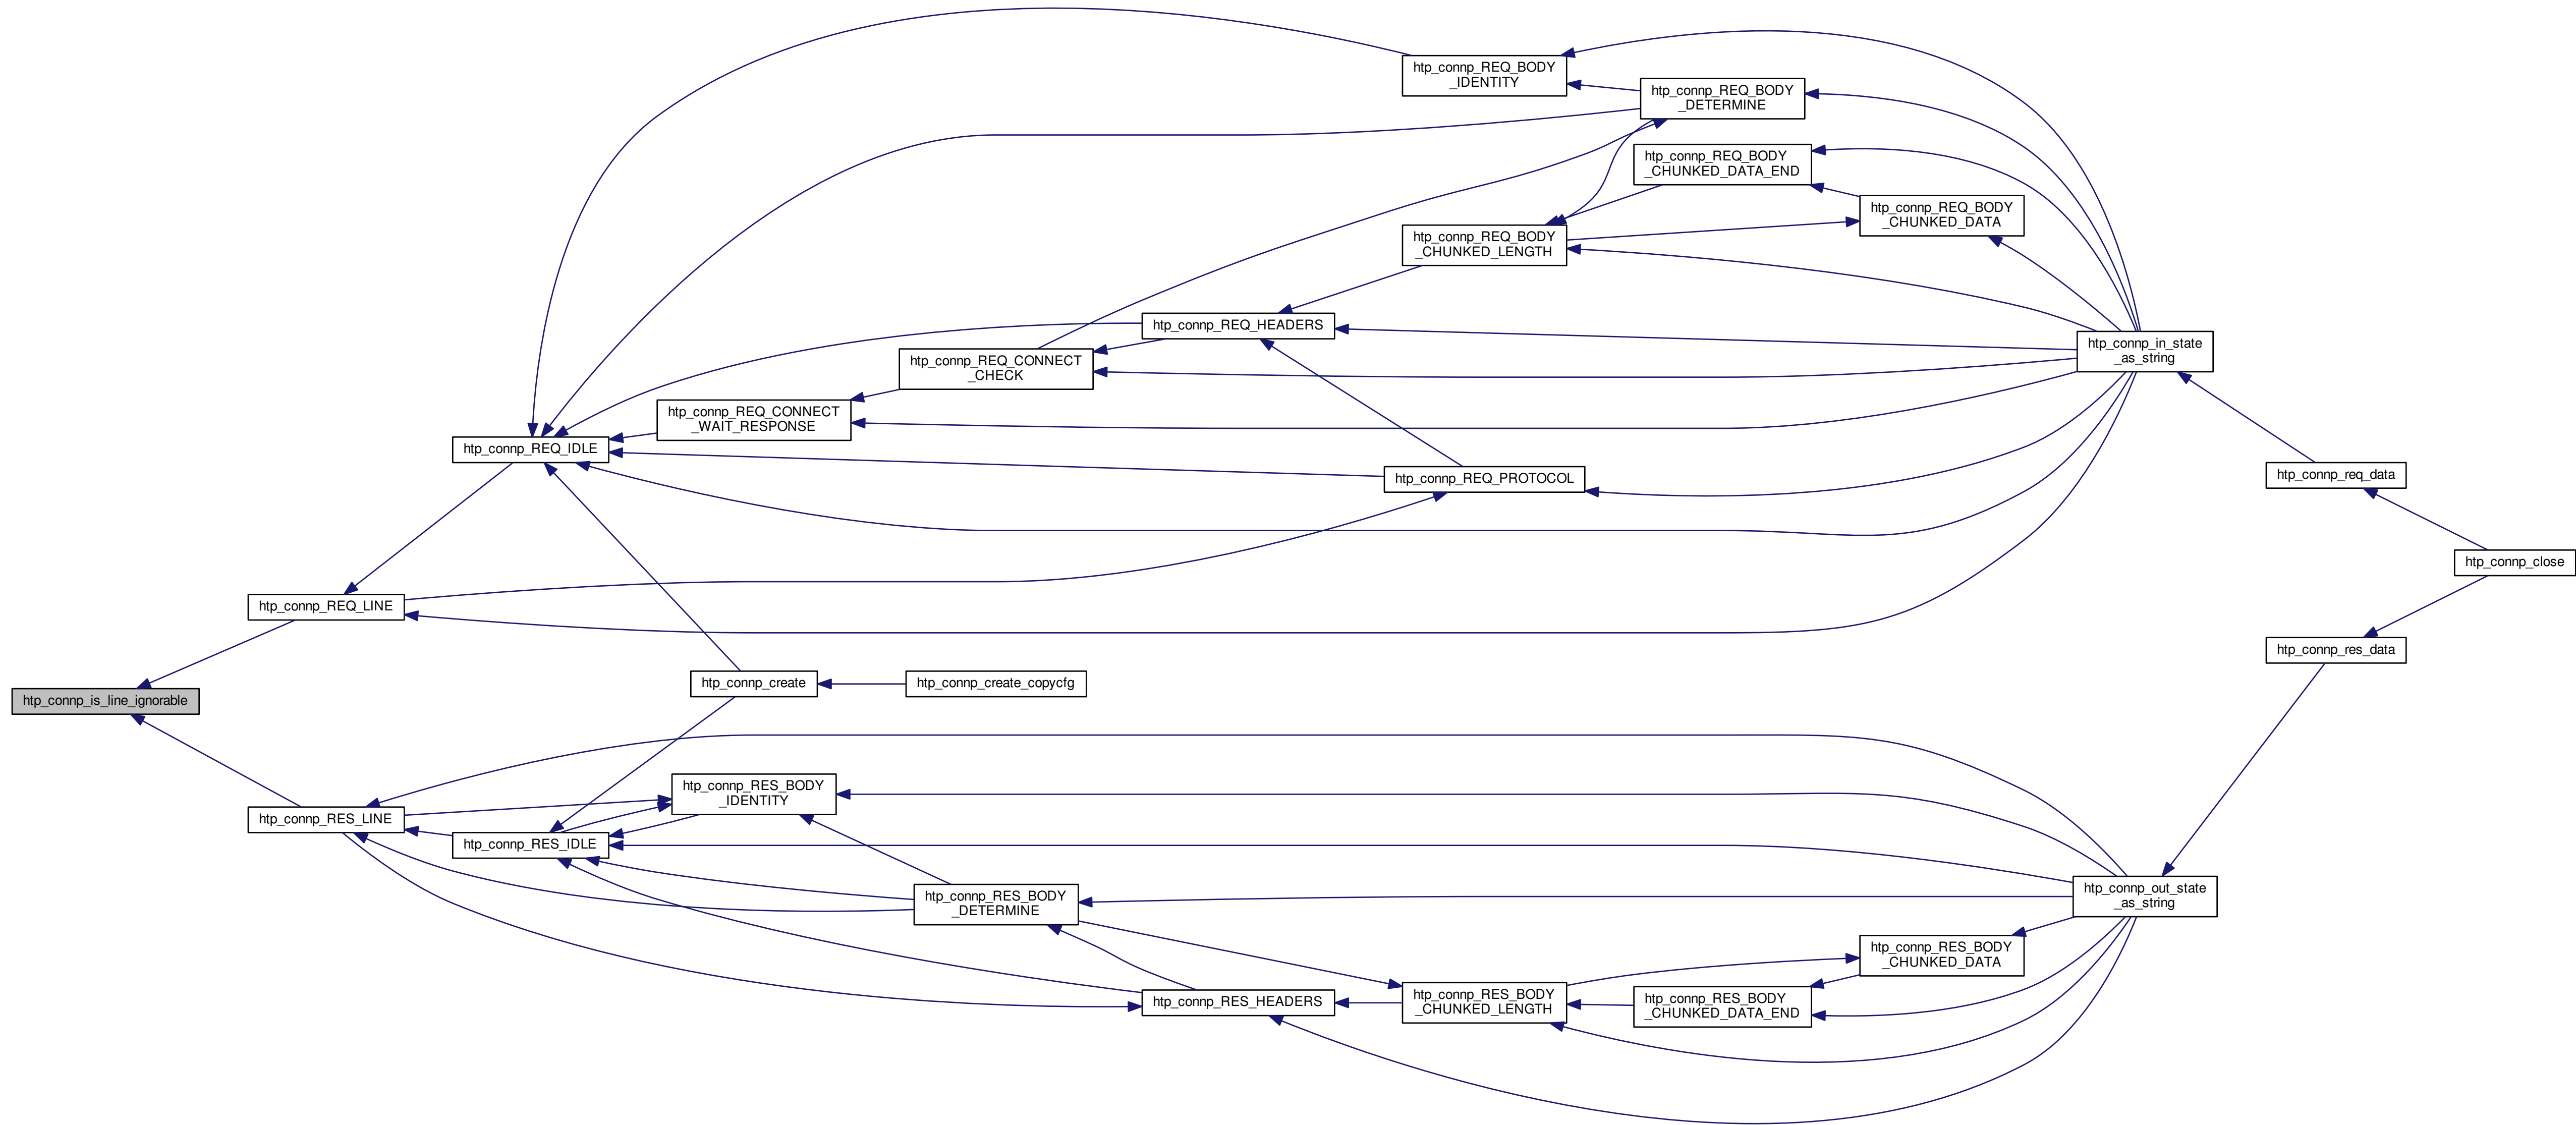 htp_connp_REQ_BODY
_IDENTITY
htp_connp_REQ_BODY
_DETERMINE
htp_connp_REQ_BODY
_CHUNKED_DATA_END
htp_connp_REQ_BODY
_CHUNKED_DATA
htp_connp_REQ_BODY
_CHUNKED_LENGTH
htp_connp_REQ_HEADERS
htp_connp_in_state
_as_string
htp_connp_REQ_CONNECT
_CHECK
htp_connp_REQ_CONNECT
_WAIT_RESPONSE
htp_connp_REQ_IDLE
htp_connp_req_data
htp_connp_REQ_PROTOCOL
htp_connp_close
htp_connp_REQ_LINE
htp_connp_res_data
htp_connp_create
htp_connp_create_copycfg
htp_connp_is_line_ignorable
htp_connp_RES_BODY
_IDENTITY
htp_connp_RES_LINE
htp_connp_RES_IDLE
htp_connp_out_state
_as_string
htp_connp_RES_BODY
_DETERMINE
htp_connp_RES_BODY
_CHUNKED_DATA
htp_connp_RES_HEADERS
htp_connp_RES_BODY
_CHUNKED_LENGTH
htp_connp_RES_BODY
_CHUNKED_DATA_END